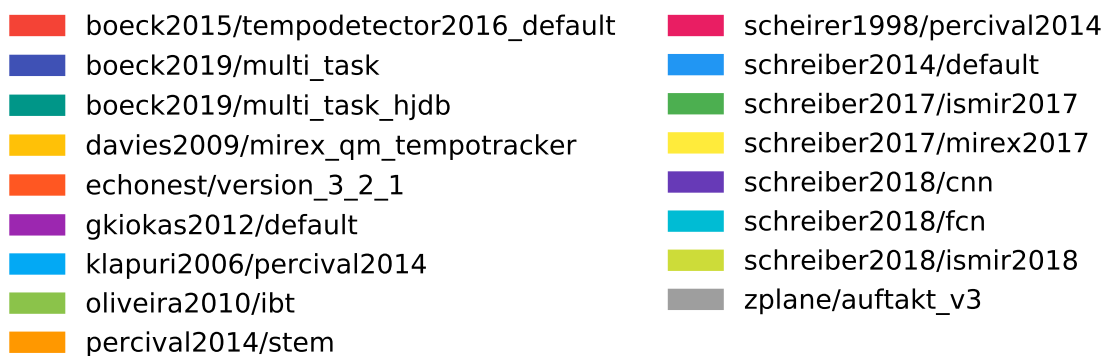 boeck2015/tempodetector2016_default
boeck2019/multi_task
boeck2019/multi_task_hjdb
davies2009/mirex_qm_tempotracker
echonest/version_3_2_1
gkiokas2012/default
klapuri2006/percival2014
oliveira2010/ibt
percival2014/stem
scheirer1998/percival2014
schreiber2014/default
schreiber2017/ismir2017
schreiber2017/mirex2017
schreiber2018/cnn
schreiber2018/fcn
schreiber2018/ismir2018
zplane/auftakt_v3